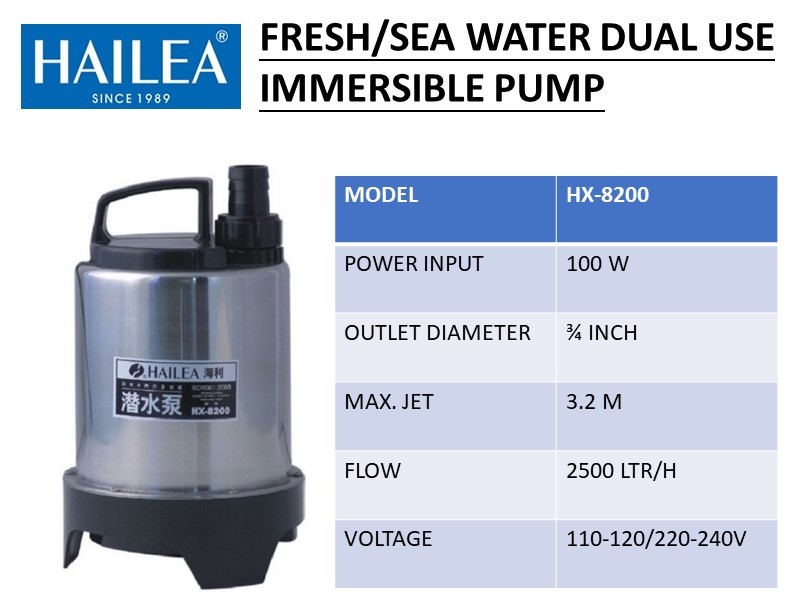 HAILEA®
SINCE 1989
FRESH/SEA WATER DUAL USE
IMMERSIBLE PUMP
MODEL HX-8200
POWER INPUT 100 W
OUTLET DIAMETER ¾ INCH
MAX. JET 3.2 M
FLOW 2500 LTR/H
VOLTAGE 110-120/220-240V
HAILEA 海利
ISO9001:2000
潜水泵
HX-8200